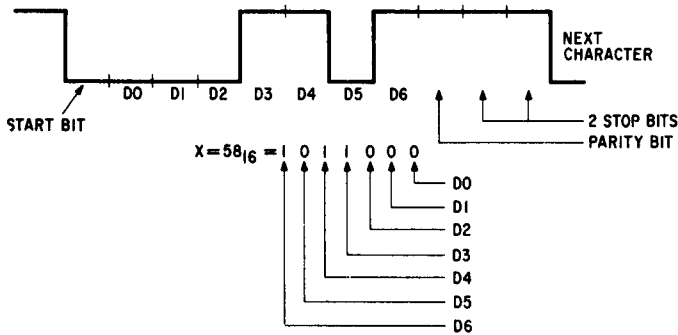 NEXT
CHARACTER
D0 D1 D2 D3 D4 D5 D6
START BIT
2 STOP BITS
PARITY BIT
X=58₁₆=1 0 1 1 0 0 0
D0
D1
D2
D3
D4
D5
D6